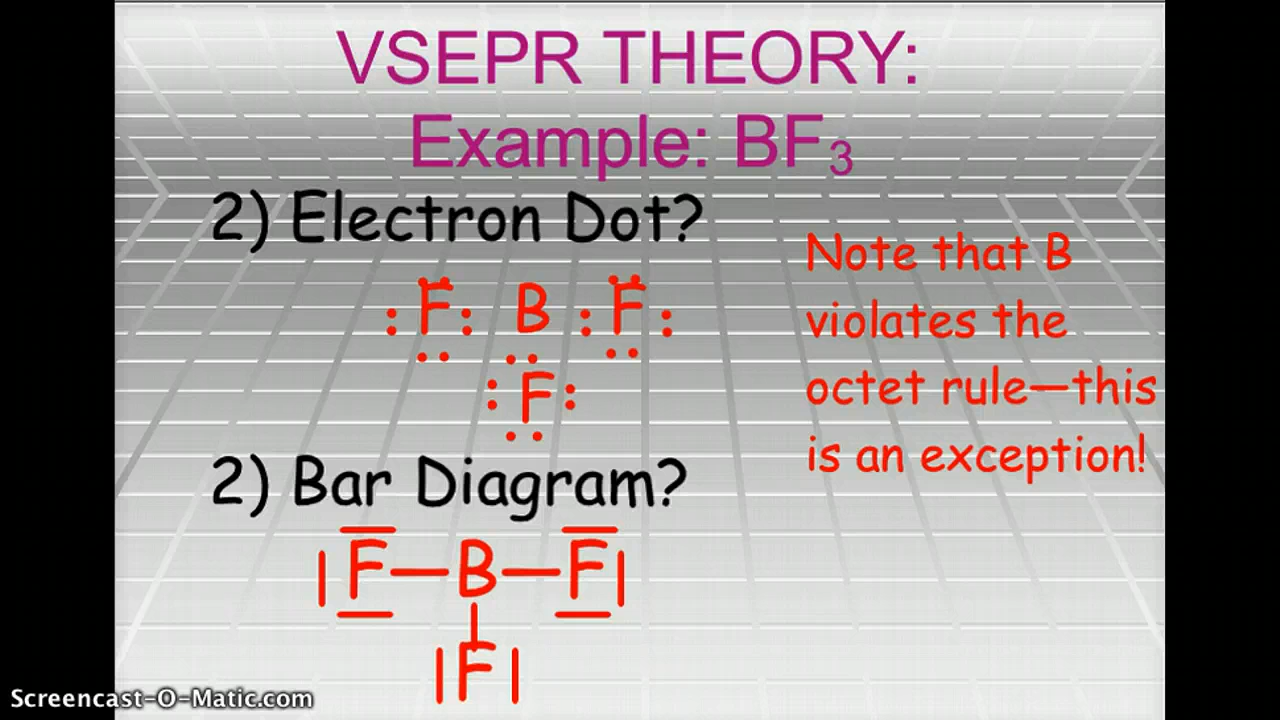 VSEPR THEORY:
Example: BF₃
2) Electron Dot?
:F: B :F:
:F:
Note that B
violates the
octet rule—this
is an exception!
2) Bar Diagram?
|F—B—F|
|
|F|
Screencast-O-Matic.com